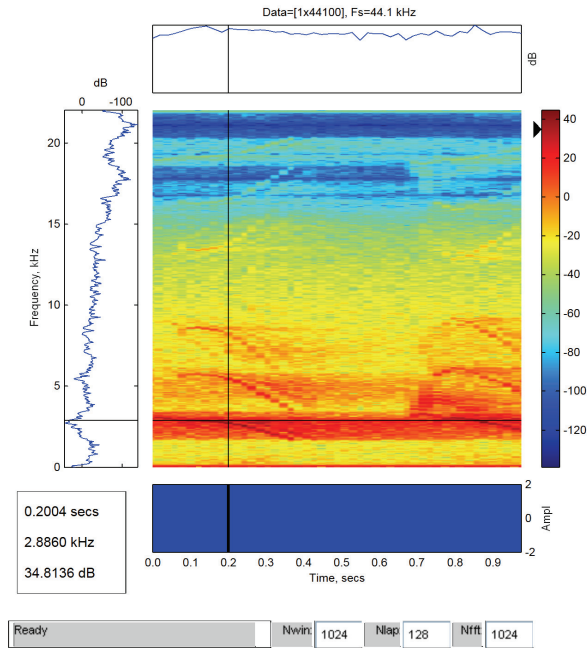 Data=[1x44100], Fs=44.1 kHz
dB
dB
0 -100
20
15
10
5
0
Frequency, kHz
40
20
0
-20
-40
-60
-80
-100
-120
2
0
-2
Ampl
0.0 0.1 0.2 0.3 0.4 0.5 0.6 0.7 0.8 0.9
Time, secs
0.2004 secs
2.8860 kHz
34.8136 dB
Ready Nwin: 1024 Nlap: 128 Nfft: 1024